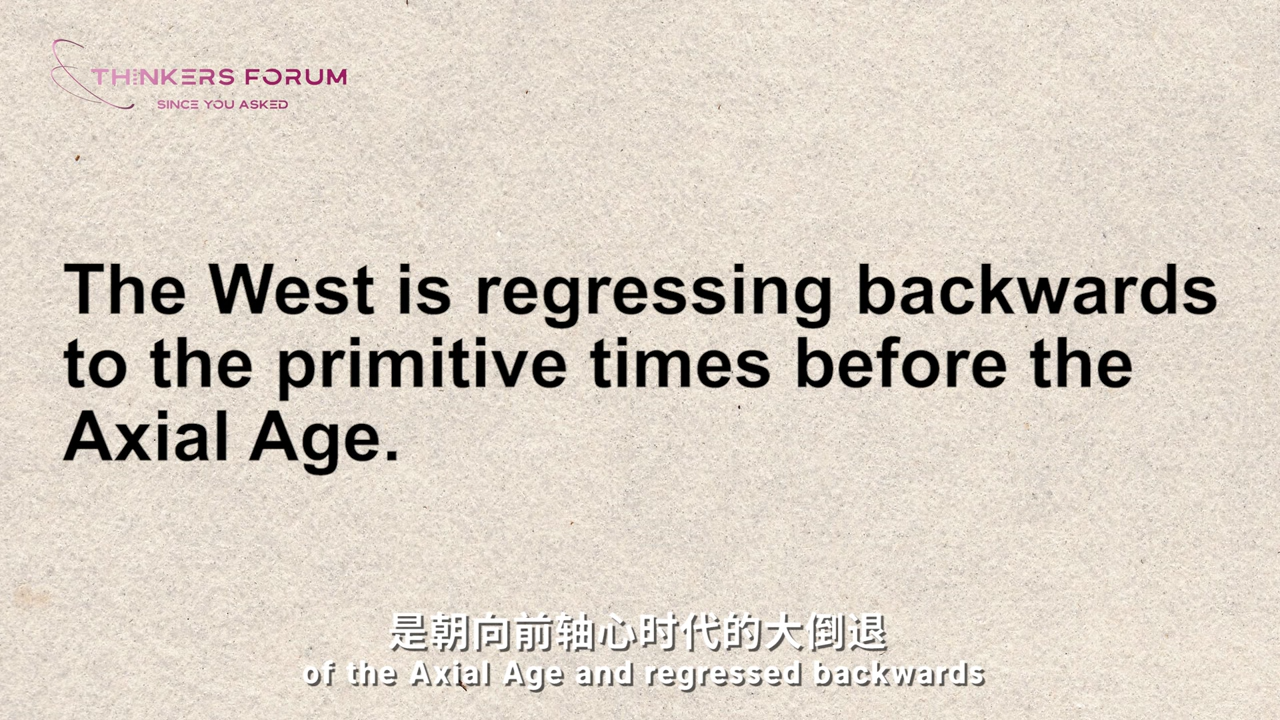 THINKERS FORUM
SINCE YOU ASKED
The West is regressing backwards
to the primitive times before the
Axial Age.
是朝向前轴心时代的大倒退
of the Axial Age and regressed backwards